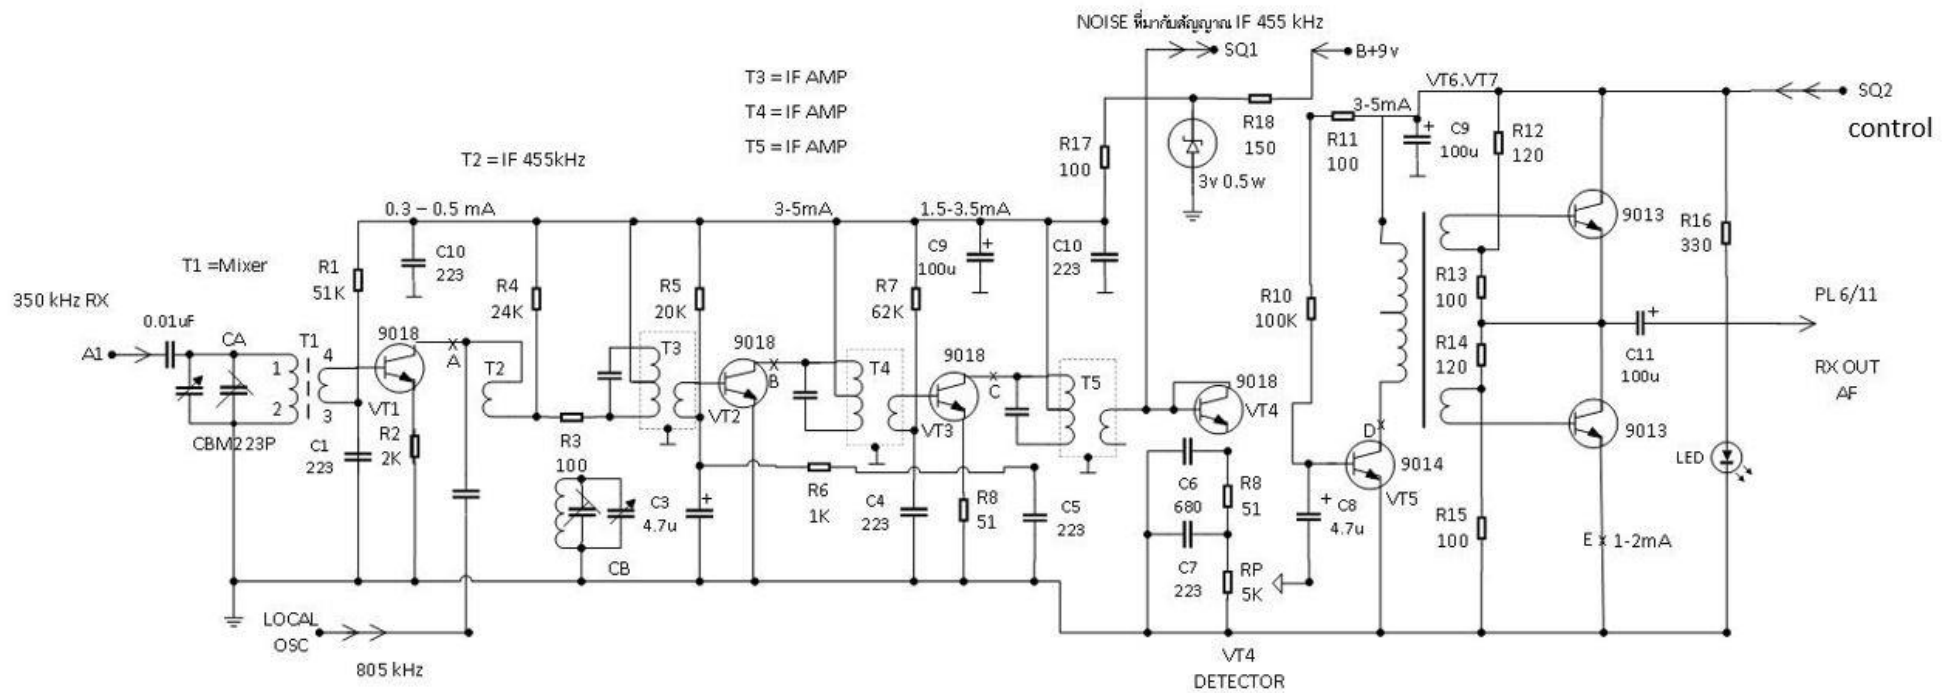 NOISE ที่มากับสัญญาณ IF 455 kHz
SQ1
B+9v
T3 = IF AMP
T4 = IF AMP
T5 = IF AMP
VT6.VT7
SQ2
control
3-5mA
R17
100
R18
150
3v 0.5w
R11
100
C9
100u
R12
120
T2 = IF 455kHz
0.3 – 0.5 mA
3-5mA
1.5-3.5mA
T1 =Mixer
R1
51K
C10
223
R4
24K
R5
20K
C9
100u
R7
62K
C10
223
9013
R16
330
350 kHz RX
0.01uF
CA
A1
T1
1
2
4
3
9018
VT1
CBM223P
C1
223
R2
2K
A
T2
T3
9018
B
VT2
T4
9018
C
VT3
T5
9018
VT4
R10
100K
R13
100
R14
120
C11
100u
PL 6/11
RX OUT
AF
9013
R3
100
CB
C3
4.7u
R6
1K
C4
223
R8
51
C5
223
C6
680
R8
51
C7
223
RP
5K
C8
4.7u
D
9014
VT5
R15
100
E x 1-2mA
LED
LOCAL
OSC
805 kHz
VT4
DETECTOR